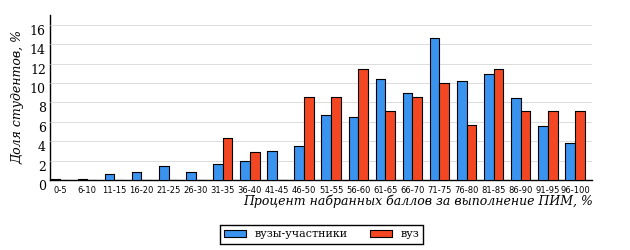 Доля студентов, %
16
14
12
10
8
6
4
2
0
0-5 6-10 11-15 16-20 21-25 26-30 31-35 36-40 41-45 46-50 51-55 56-60 61-65 66-70 71-75 76-80 81-85 86-90 91-95 96-100
Процент набранных баллов за выполнение ПИМ, %
вузы-участники вуз